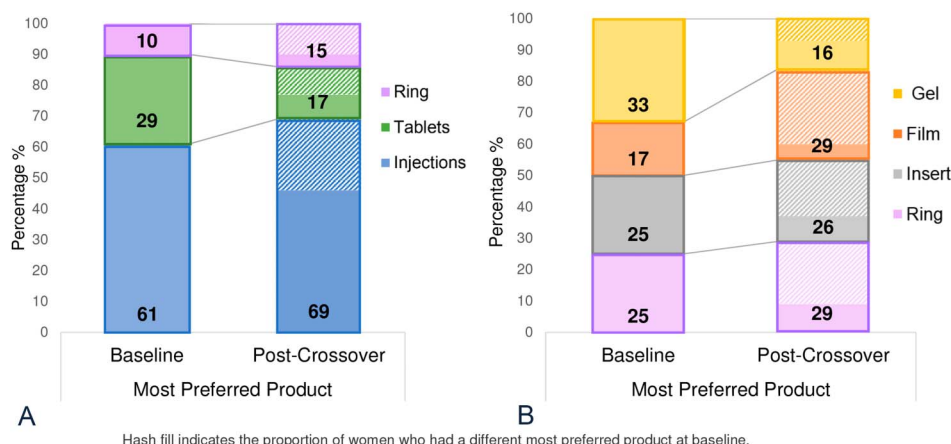 100
90
80
70
60
50
40
30
20
10
0
Percentage %
10
29
61
15
17
69
Ring
Tablets
Injections
Baseline
Post-Crossover
Most Preferred Product
A
100
90
80
70
60
50
40
30
20
10
0
Percentage %
33
17
25
25
16
29
26
29
Gel
Film
Insert
Ring
Baseline
Post-Crossover
Most Preferred Product
B
Hash fill indicates the proportion of women who had a different most preferred product at baseline.